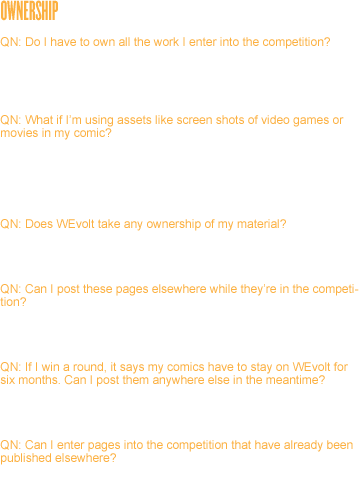 OWNERSHIP
QN: Do I have to own all the work I enter into the competition?
QN: What if I'm using assets like screen shots of video games or
movies in my comic?
QN: Does WEvolt take any ownership of my material?
QN: Can I post these pages elsewhere while they're in the competi-
tion?
QN: If I win a round, it says my comics have to stay on WEvolt for
six months. Can I post them anywhere else in the meantime?
QN: Can I enter pages into the competition that have already been
published elsewhere?